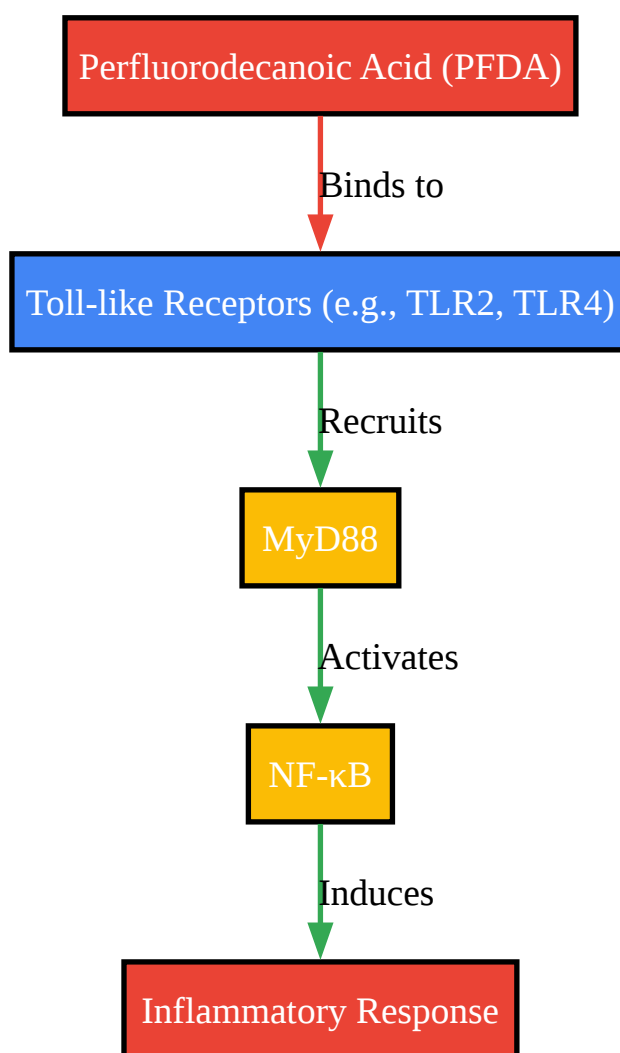 Perfluorodecanoic Acid (PFDA)
Binds to
Toll-like Receptors (e.g., TLR2, TLR4)
Recruits
MyD88
Activates
NF-κB
Induces
Inflammatory Response